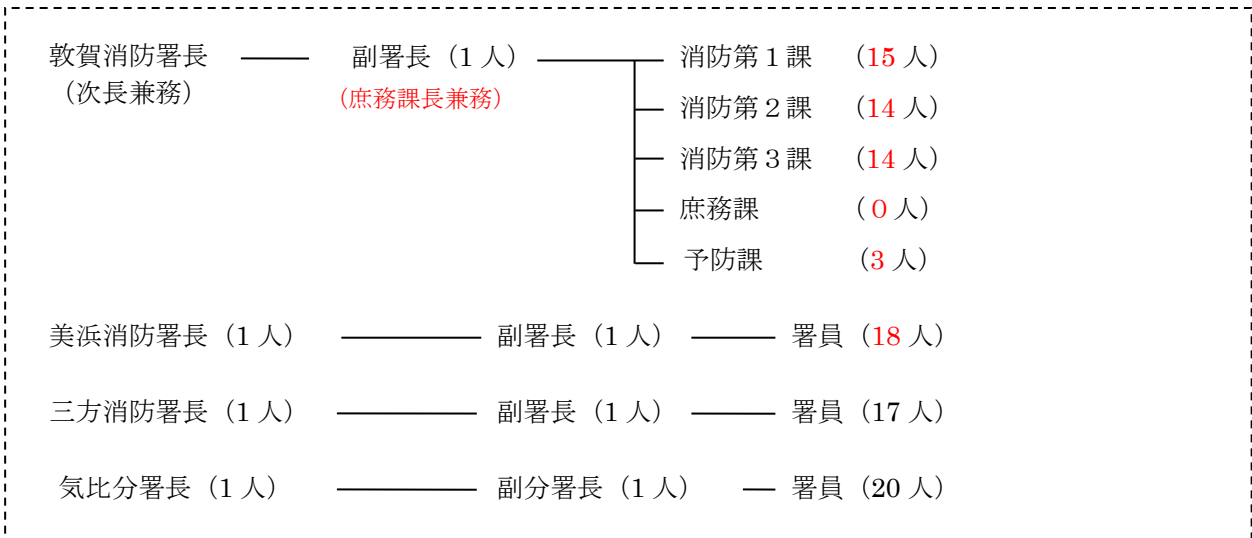 敦賀消防署長 副署長（1人） 消防第1課 （15人）
（次長兼務） （庶務課長兼務） 消防第２課 （14人）
消防第３課 （14人）
庶務課 （０人）
予防課 （3人）
美浜消防署長（1人） 副署長（1人） 署員（18人）
三方消防署長（1人） 副署長（1人） 署員（17人）
気比分署長（1人） 副分署長（1人） 署員（20人）